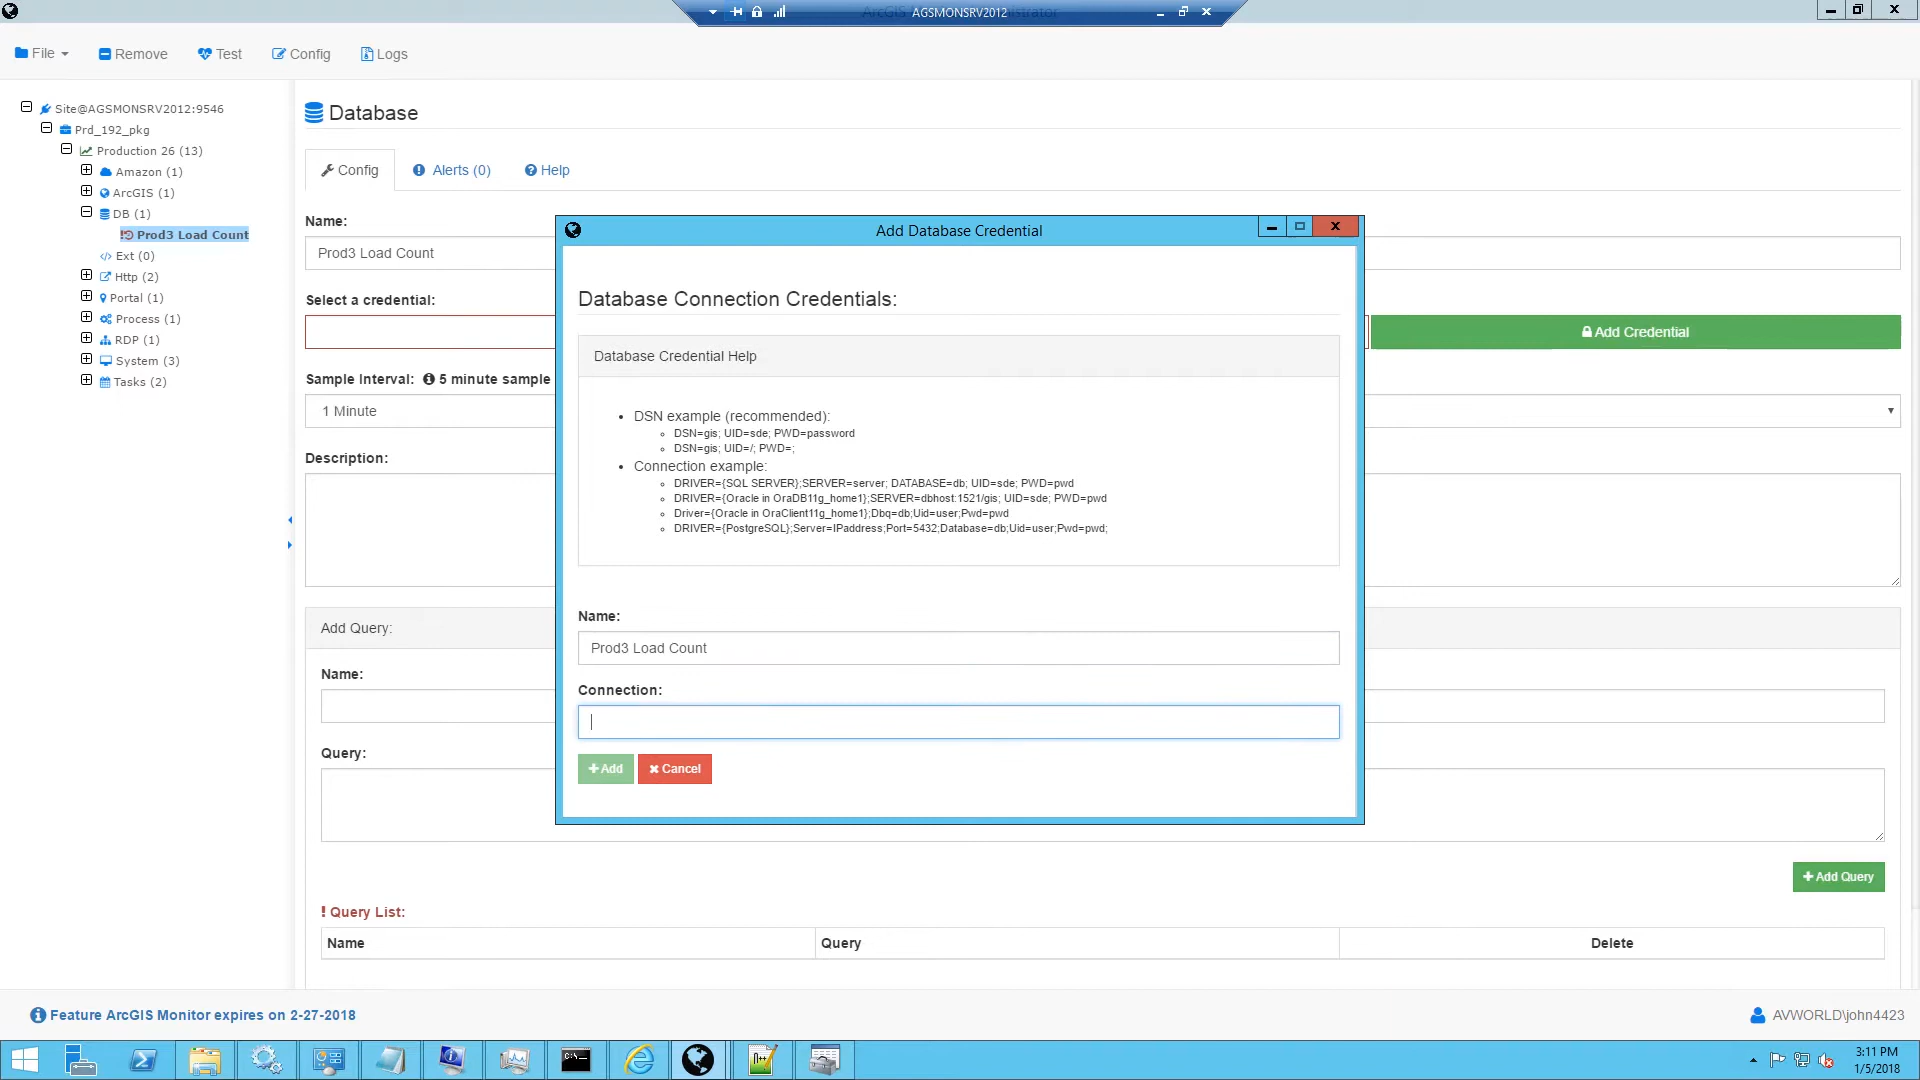 AGSMONSRV2012
File
Remove
Test
Config
Logs
Site@AGSMONSRV2012:9546
Prd_192_pkg
Production 26 (13)
Amazon (1)
ArcGIS (1)
DB (1)
Prod3 Load Count
Ext (0)
Http (2)
Portal (1)
Process (1)
RDP (1)
System (3)
Tasks (2)
Database
Config
Alerts (0)
Help
Name:
Prod3 Load Count
Select a credential:
Add Credential
Sample Interval: 5 minute sample
1 Minute
Description:
Add Query:
Name:
Query:
Add Query
! Query List:
Name Query Delete
Add Database Credential
Database Connection Credentials:
Database Credential Help
DSN example (recommended):
DSN=gis; UID=sde; PWD=password
DSN=gis; UID=/; PWD=;
Connection example:
DRIVER={SQL SERVER};SERVER=server; DATABASE=db; UID=sde; PWD=pwd
DRIVER={Oracle in OraDB11g_home1};SERVER=dbhost:1521/gis; UID=sde; PWD=pwd
Driver={Oracle in OraClient11g_home1};Dbq=db;Uid=user;Pwd=pwd
DRIVER={PostgreSQL};Server=IPaddress;Port=5432;Database=db;Uid=user;Pwd=pwd;
Name:
Prod3 Load Count
Connection:
Add
Cancel
Feature ArcGIS Monitor expires on 2-27-2018
AVWORLD\john4423
3:11 PM
1/5/2018